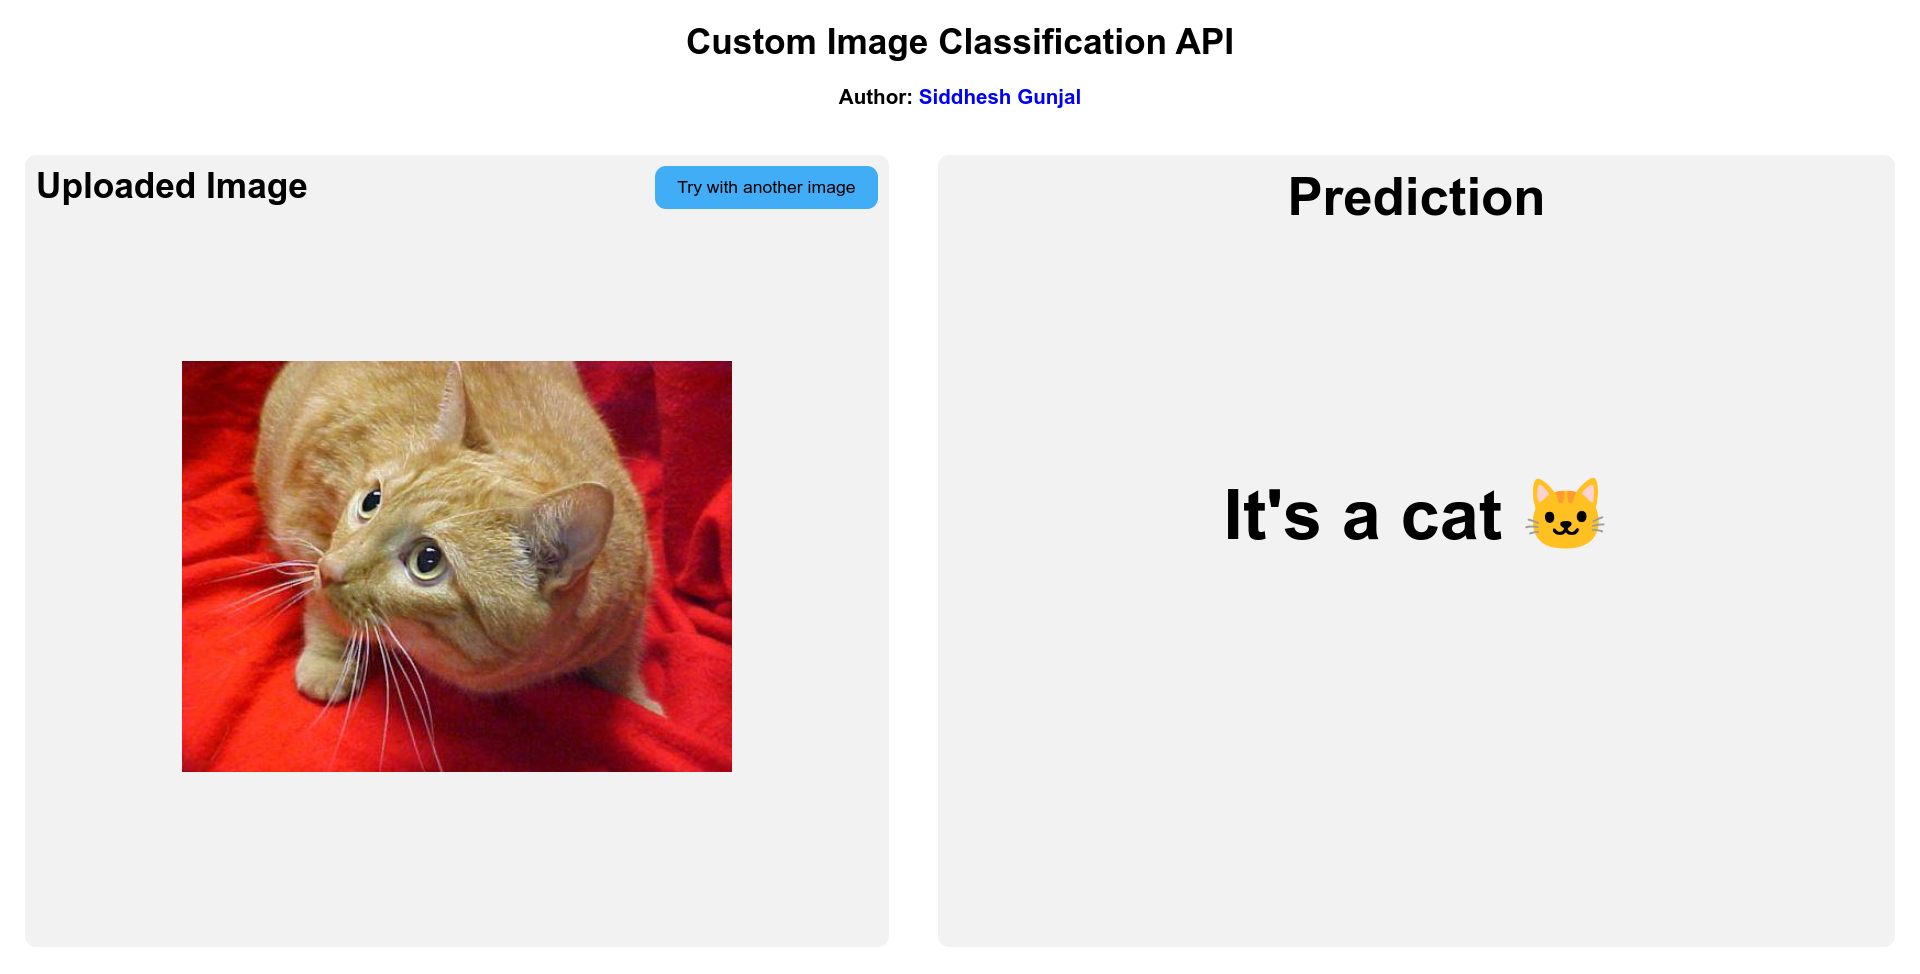 Custom Image Classification API
Author: Siddhesh Gunjal
Uploaded Image
Try with another image
Prediction
It's a cat 🐱